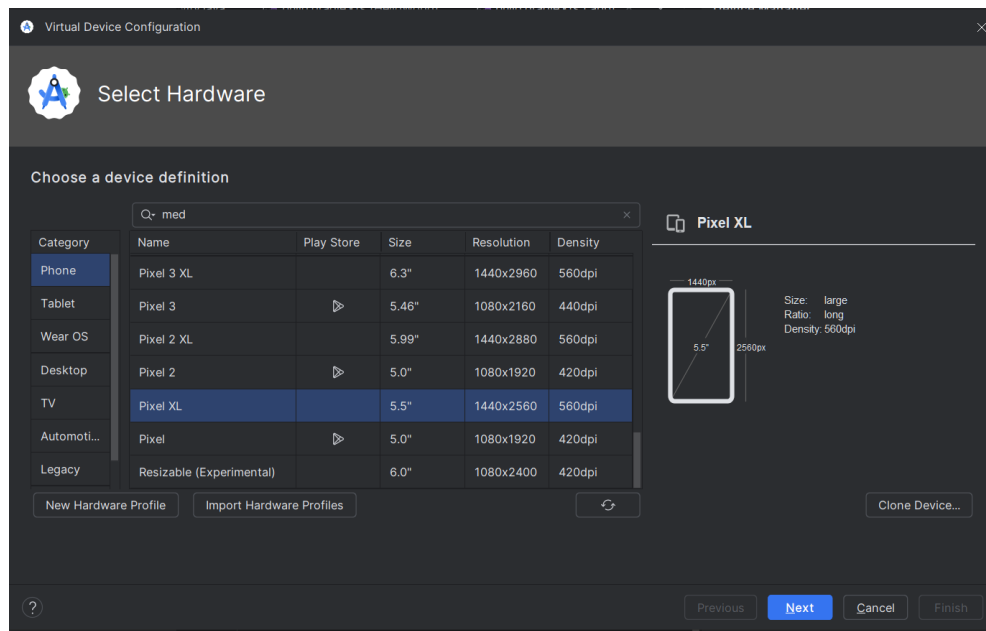 Virtual Device Configuration
Select Hardware
Choose a device definition
med
Category
Phone
Tablet
Wear OS
Desktop
TV
Automoti...
Legacy
Name Play Store Size Resolution Density
Pixel 3 XL 6.3" 1440x2960 560dpi
Pixel 3 5.46" 1080x2160 440dpi
Pixel 2 XL 5.99" 1440x2880 560dpi
Pixel 2 5.0" 1080x1920 420dpi
Pixel XL 5.5" 1440x2560 560dpi
Pixel 5.0" 1080x1920 420dpi
Resizable (Experimental) 6.0" 1080x2400 420dpi
New Hardware Profile Import Hardware Profiles
Pixel XL
1440px
5.5"
2560px
Size: large
Ratio: long
Density: 560dpi
Clone Device...
? Previous Next Cancel Finish